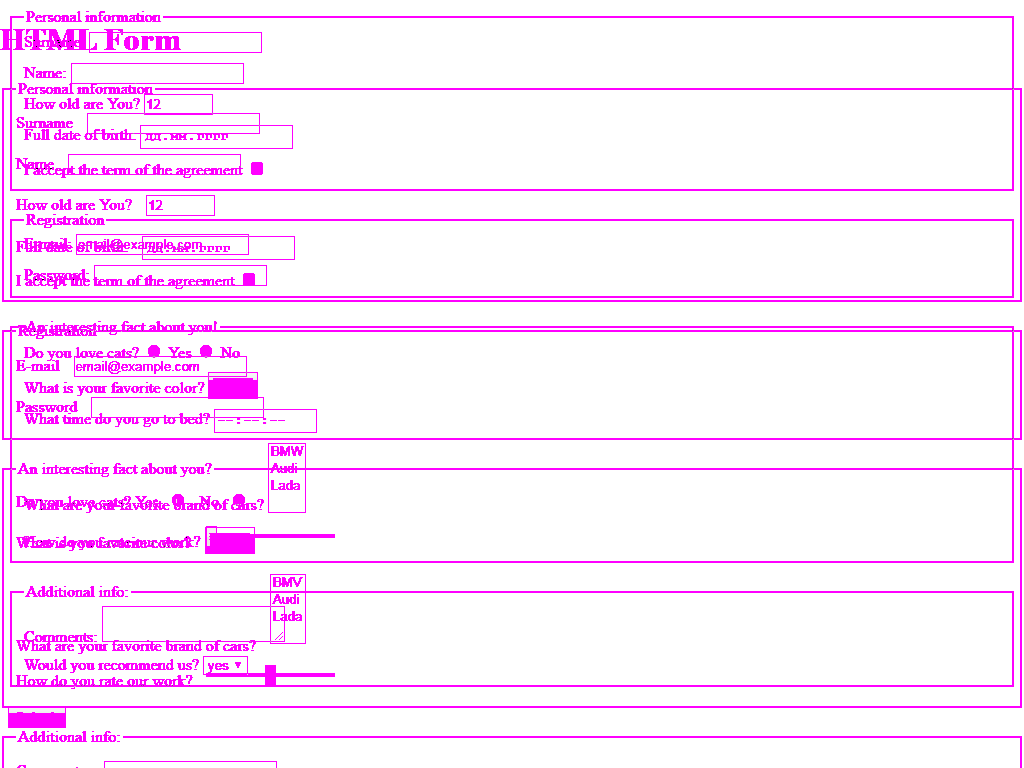 Personal information
HTML Form
Surname
Name:
Personal information
How old are You? 12
Surname
Full date of birth: дд.мм.гггг
Name
I accept the term of the agreement
How old are You? 12
Registration
E-mail: email@example.com
Full date of birth: дд.мм.гггг
Password:
I accept the term of the agreement
An interesting fact about you!
Registration
Do you love cats? Yes No
E-mail email@example.com
What is your favorite color?
Password
What time do you go to bed? --:--:--
BMW
An interesting fact about you?
Audi
Lada
Do you love cats? Yes No
What are your favorite brand of cars?
What is your favorite color?
How do you rate our work?
BMV
Additional info:
Audi
Lada
Comments:
What are your favorite brand of cars?
Would you recommend us? yes ▼
How do you rate our work?
Additional info: